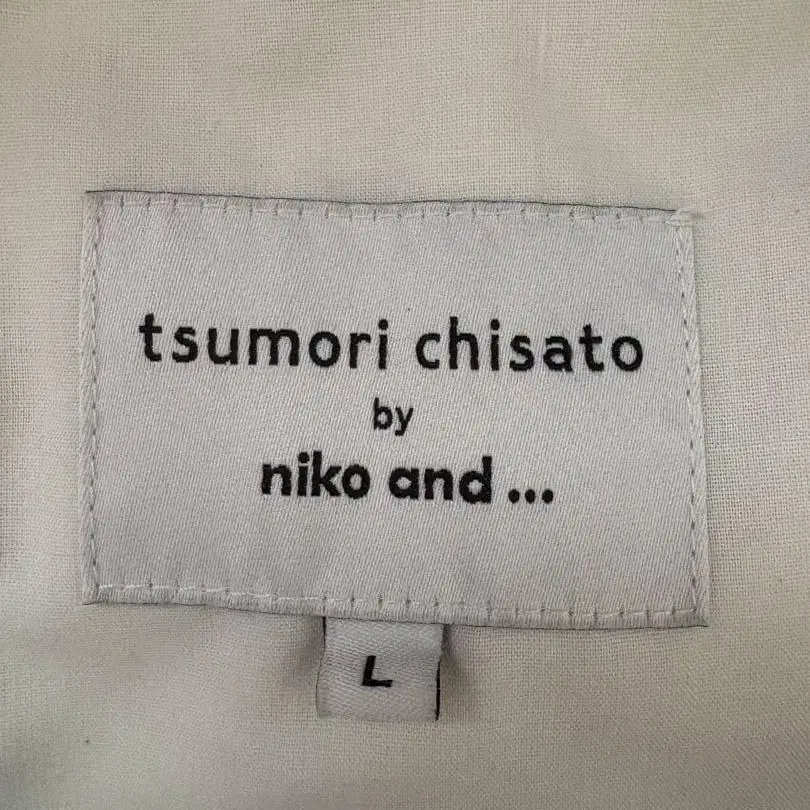 tsumori chisato
by
niko and ...
L